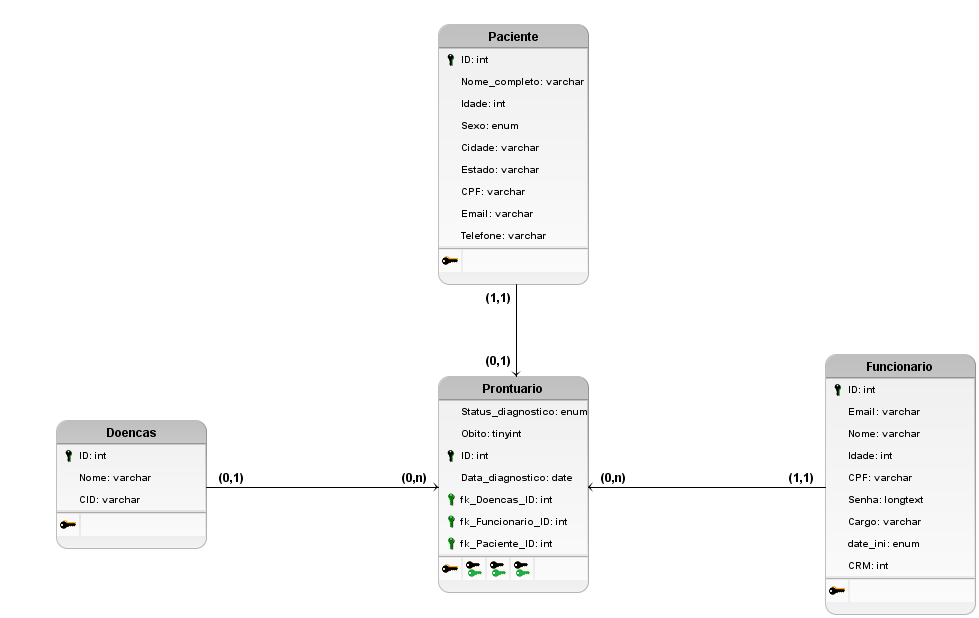 Paciente
ID: int
Nome_completo: varchar
Idade: int
Sexo: enum
Cidade: varchar
Estado: varchar
CPF: varchar
Email: varchar
Telefone: varchar
(1,1)
(0,1)
Prontuario
Status_diagnostico: enum
Obito: tinyint
ID: int
Data_diagnostico: date
fk_Doencas_ID: int
fk_Funcionario_ID: int
fk_Paciente_ID: int
Doencas
ID: int
Nome: varchar
CID: varchar
(0,1)
(0,n)
(0,n)
(1,1)
Funcionario
ID: int
Email: varchar
Nome: varchar
Idade: int
CPF: varchar
Senha: longtext
Cargo: varchar
date_ini: enum
CRM: int